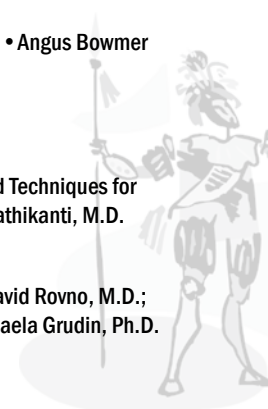 • Angus Bowmer
d Techniques for
athikanti, M.D.
avid Rovno, M.D.;
aela Grudin, Ph.D.